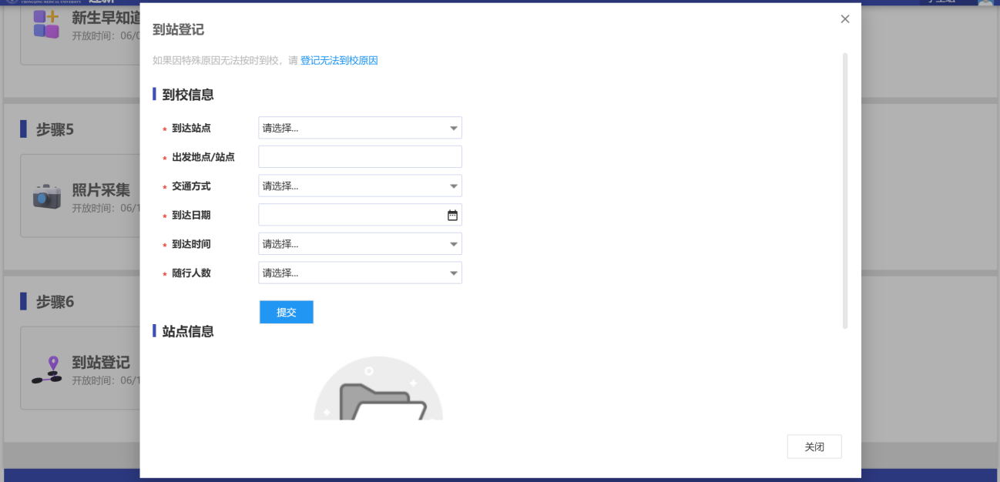 CHONGQING MEDICAL UNIVERSITY
新生早知道
开放时间：06/0
步骤5
照片采集
开放时间：06/1
步骤6
到站登记
开放时间：06/1
到站登记
如果因特殊原因无法按时到校，请 登记无法到校原因
到校信息
* 到达站点 请选择...
* 出发地点/站点
* 交通方式 请选择...
* 到达日期
* 到达时间 请选择...
* 随行人数 请选择...
提交
站点信息
关闭